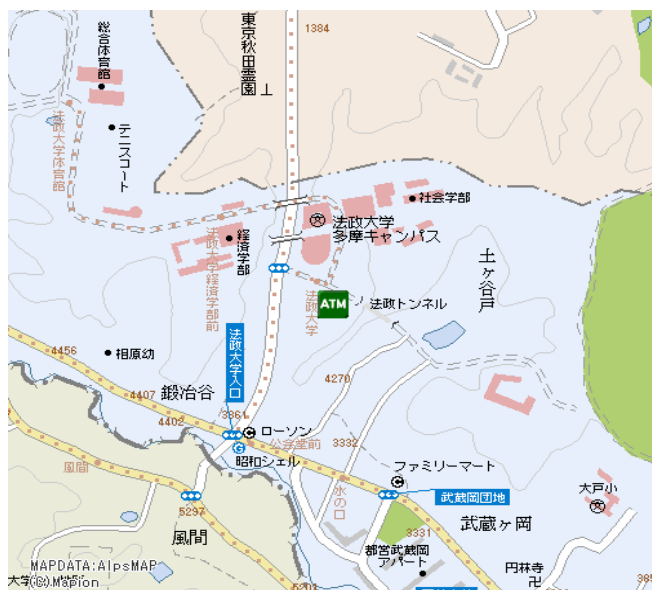 総合体育館
東京秋田霊園
1384
法政大学体育館
テニスコート
社会学部
法政大学
多摩キャンパス
経済学部
法政大学経済学部前
土ヶ谷戸
法政大学
ATM
法政トンネル
法政大学入口
4456
相原幼
4407
鍛冶谷
4270
4402
3361
ローソン
公会堂前
3332
昭和シェル
風間
ファミリーマート
氷の口
武蔵岡団地
大戸小
5297
風間
武蔵ヶ岡
3331
都営武蔵岡
アパート
円林寺
MAPDATA:AlpsMAP
(C)Mapion
5201